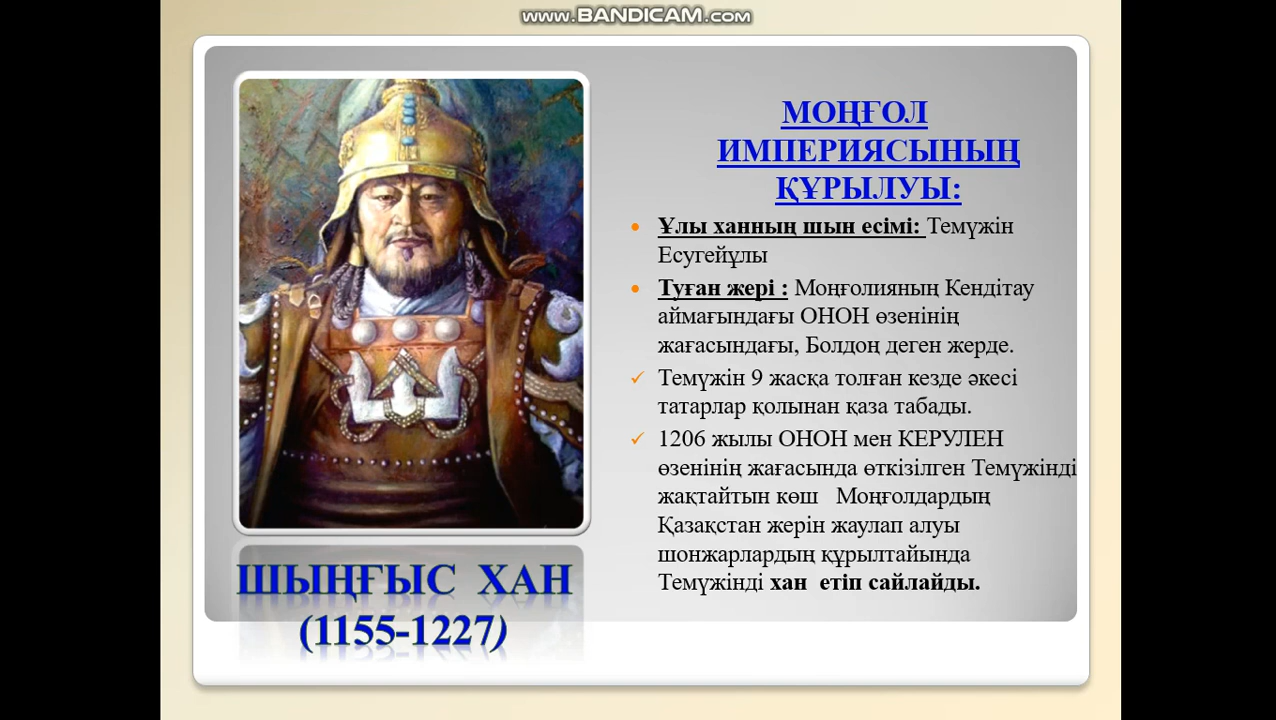 WWW.BANDICAM.COM
МОҢҒОЛ
ИМПЕРИЯСЫНЫҢ
ҚҰРЫЛУЫ:
• Ұлы ханның шын есімі: Темүжін
Есугейұлы
• Туған жері : Моңғолияның Кендітау
аймағындағы ОНОН өзенінің
жағасындағы, Болдоң деген жерде.
✓ Темүжін 9 жасқа толған кезде әкесі
татарлар қолынан қаза табады.
✓ 1206 жылы ОНОН мен КЕРУЛЕН
өзенінің жағасында өткізілген Темүжінді
жақтайтын көш Моңғолдардың
Қазақстан жерін жаулап алуы
шонжарлардың құрылтайында
Темүжінді хан етіп сайлайды.
ШЫҢҒЫС ХАН
(1155-1227)